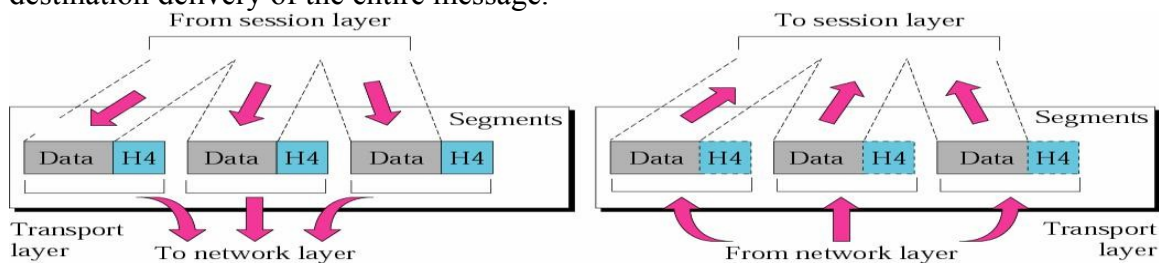 destination delivery of the entire message.
From session layer
To session layer
Segments
Segments
Data H4 Data H4 Data H4
Data H4 Data H4 Data H4
Transport
layer
To network layer
From network layer
Transport
layer